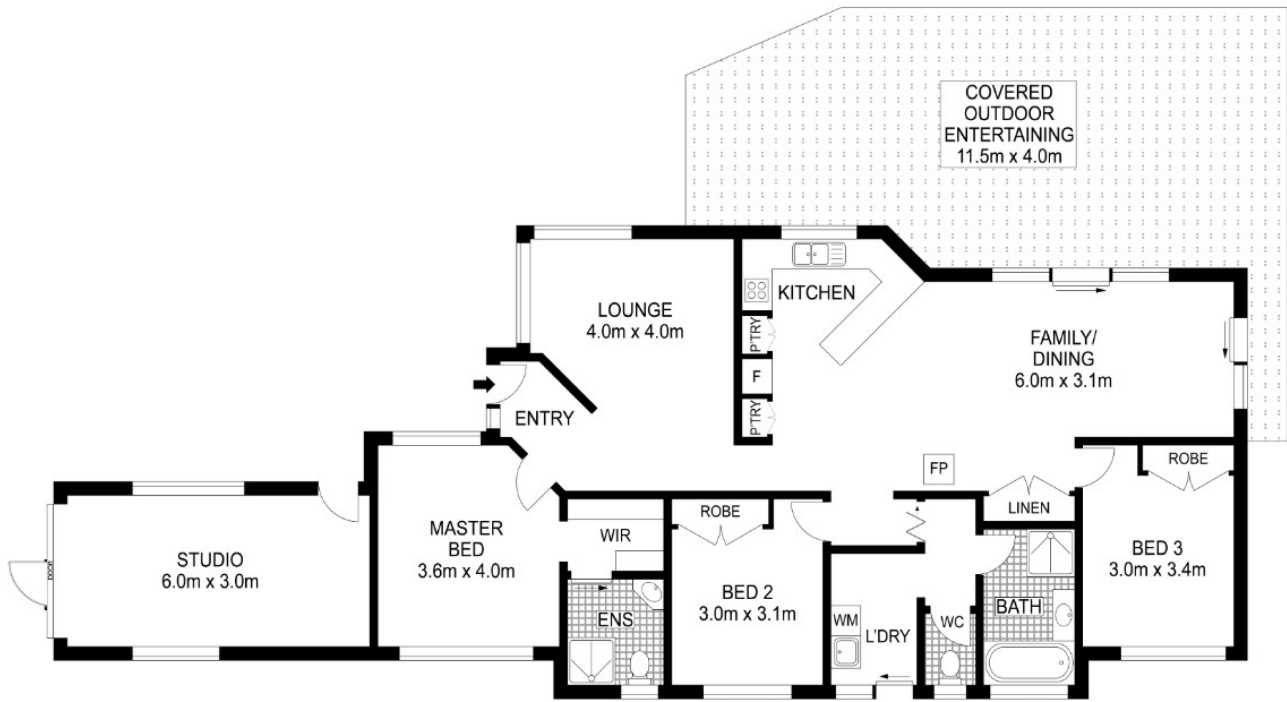 COVERED
OUTDOOR
ENTERTAINING
11.5m x 4.0m
LOUNGE
4.0m x 4.0m
KITCHEN
P'TRY
F
P'TRY
FAMILY/
DINING
6.0m x 3.1m
ENTRY
FP
ROBE
LINEN
STUDIO
6.0m x 3.0m
DOOR
MASTER
BED
3.6m x 4.0m
WIR
ENS
ROBE
BED 2
3.0m x 3.1m
WM
L'DRY
WC
BATH
BED 3
3.0m x 3.4m